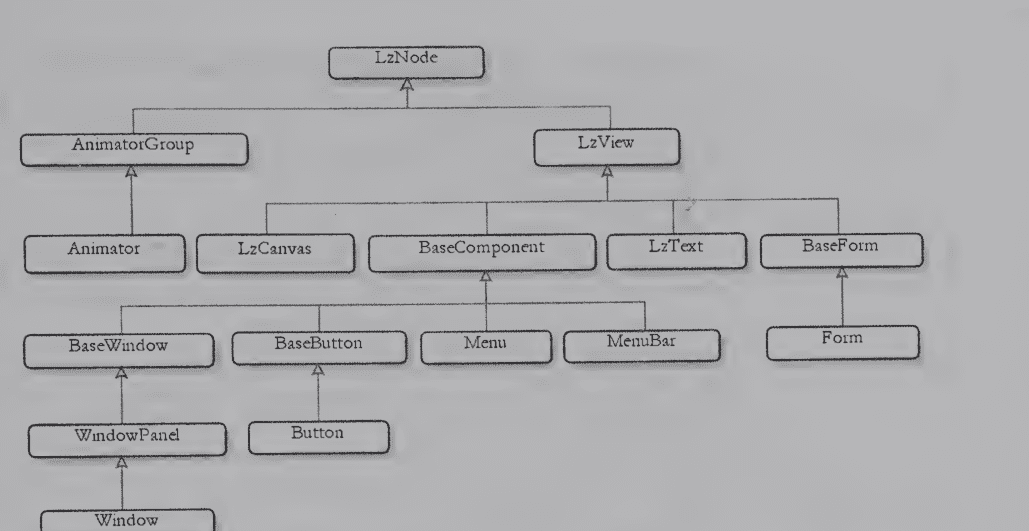 LzNode
AnimatorGroup
LzView
Animator
LzCanvas
BaseComponent
LzText
BaseForm
BaseWindow
BaseButton
Menu
MenuBar
Form
WindowPanel
Button
Window